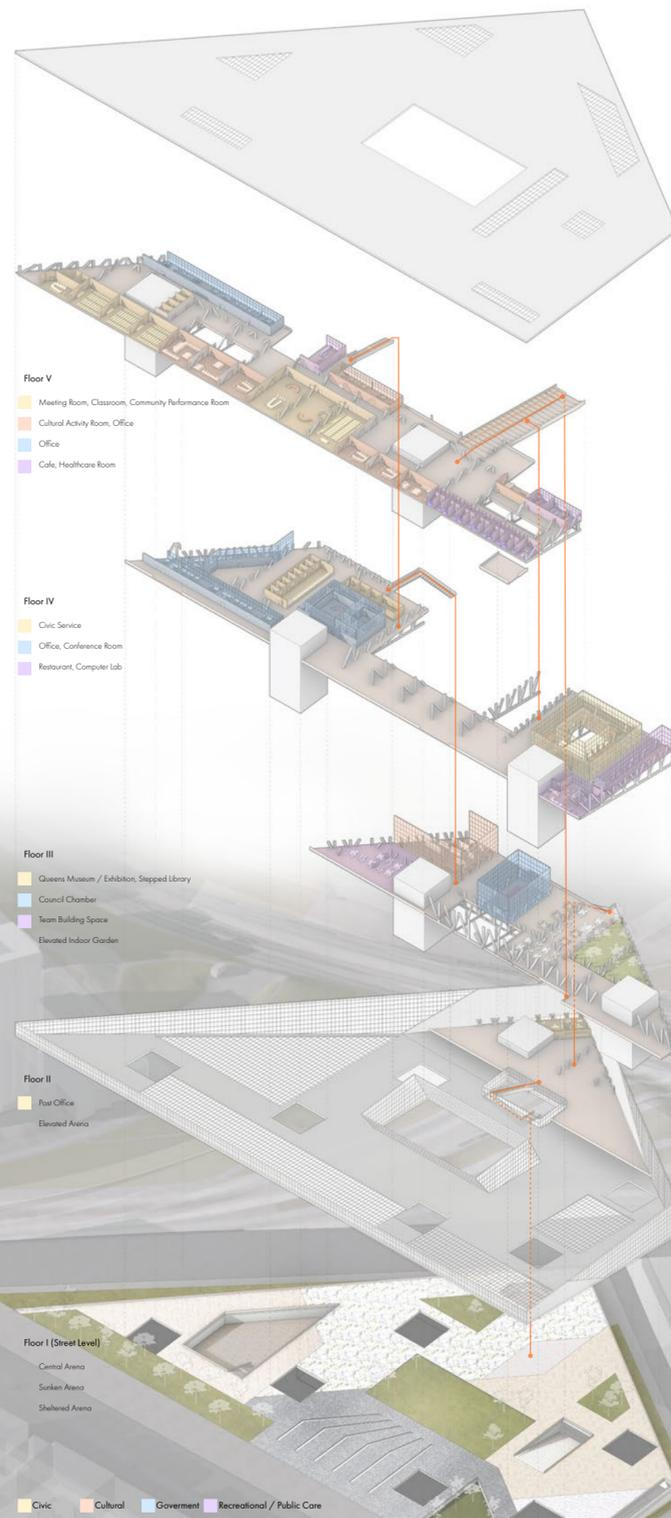 Floor V
Meeting Room, Classroom, Community Performance Room
Cultural Activity Room, Office
Office
Cafe, Healthcare Room
Floor IV
Civic Service
Office, Conference Room
Restaurant, Computer Lab
Floor III
Queens Museum / Exhibition, Stepped Library
Council Chamber
Team Building Space
Elevated Indoor Garden
Floor II
Post Office
Elevated Arena
Floor I (Street Level)
Central Arena
Sunken Arena
Sheltered Arena
Civic Cultural Goverment Recreational / Public Care